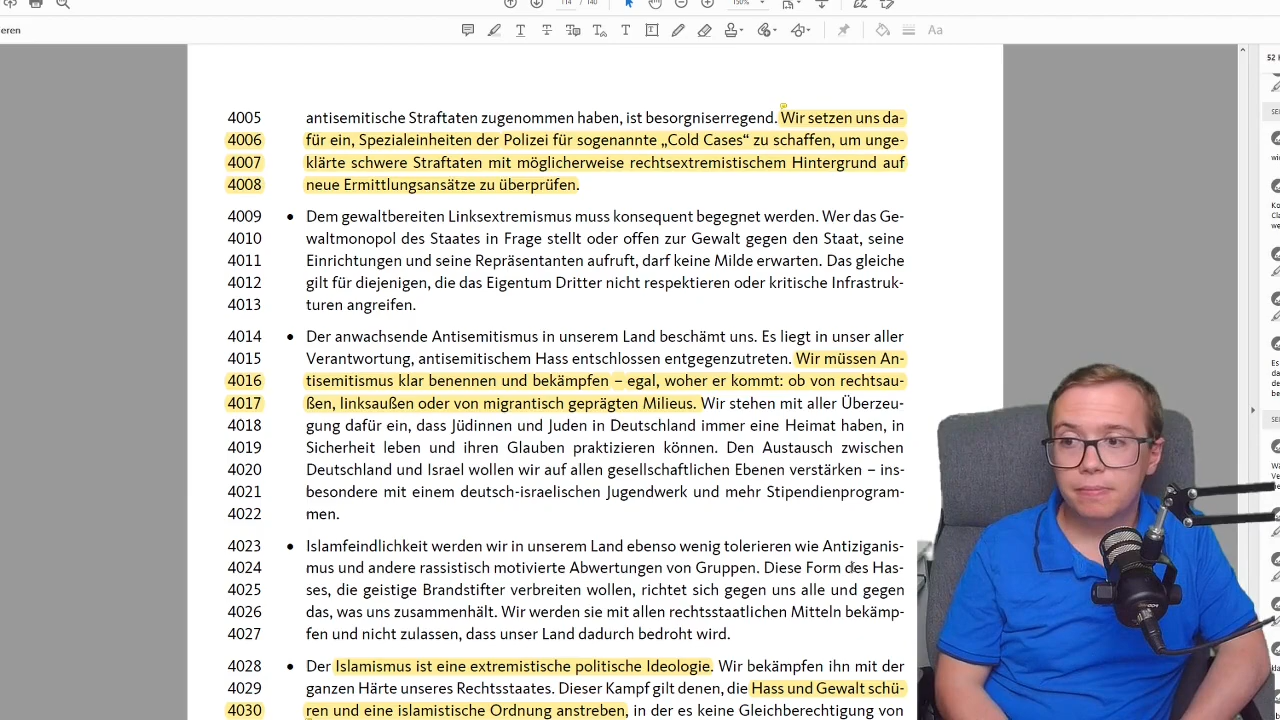 114 / 140
150%
eren
Aa
52
4005 antisemitische Straftaten zugenommen haben, ist besorgniserregend. Wir setzen uns da-
4006 für ein, Spezialeinheiten der Polizei für sogenannte „Cold Cases“ zu schaffen, um unge-
4007 klärte schwere Straftaten mit möglicherweise rechtsextremistischem Hintergrund auf
4008 neue Ermittlungsansätze zu überprüfen.
4009 • Dem gewaltbereiten Linksextremismus muss konsequent begegnet werden. Wer das Ge-
4010 waltmonopol des Staates in Frage stellt oder offen zur Gewalt gegen den Staat, seine
4011 Einrichtungen und seine Repräsentanten aufruft, darf keine Milde erwarten. Das gleiche
4012 gilt für diejenigen, die das Eigentum Dritter nicht respektieren oder kritische Infrastruk-
4013 turen angreifen.
4014 • Der anwachsende Antisemitismus in unserem Land beschämt uns. Es liegt in unser aller
4015 Verantwortung, antisemitischem Hass entschlossen entgegenzutreten. Wir müssen An-
4016 tisemitismus klar benennen und bekämpfen – egal, woher er kommt: ob von rechtsau-
4017 ßen, linksaußen oder von migrantisch geprägten Milieus. Wir stehen mit aller Überzeu-
4018 gung dafür ein, dass Jüdinnen und Juden in Deutschland immer eine Heimat haben, in
4019 Sicherheit leben und ihren Glauben praktizieren können. Den Austausch zwischen
4020 Deutschland und Israel wollen wir auf allen gesellschaftlichen Ebenen verstärken – ins-
4021 besondere mit einem deutsch-israelischen Jugendwerk und mehr Stipendienprogram-
4022 men.
4023 • Islamfeindlichkeit werden wir in unserem Land ebenso wenig tolerieren wie Antiziganis-
4024 mus und andere rassistisch motivierte Abwertungen von Gruppen. Diese Form des Has-
4025 ses, die geistige Brandstifter verbreiten wollen, richtet sich gegen uns alle und gegen
4026 das, was uns zusammenhält. Wir werden sie mit allen rechtsstaatlichen Mitteln bekämp-
4027 fen und nicht zulassen, dass unser Land dadurch bedroht wird.
4028 • Der Islamismus ist eine extremistische politische Ideologie. Wir bekämpfen ihn mit der
4029 ganzen Härte unseres Rechtsstaates. Dieser Kampf gilt denen, die Hass und Gewalt schü-
4030 ren und eine islamistische Ordnung anstreben, in der es keine Gleichberechtigung von